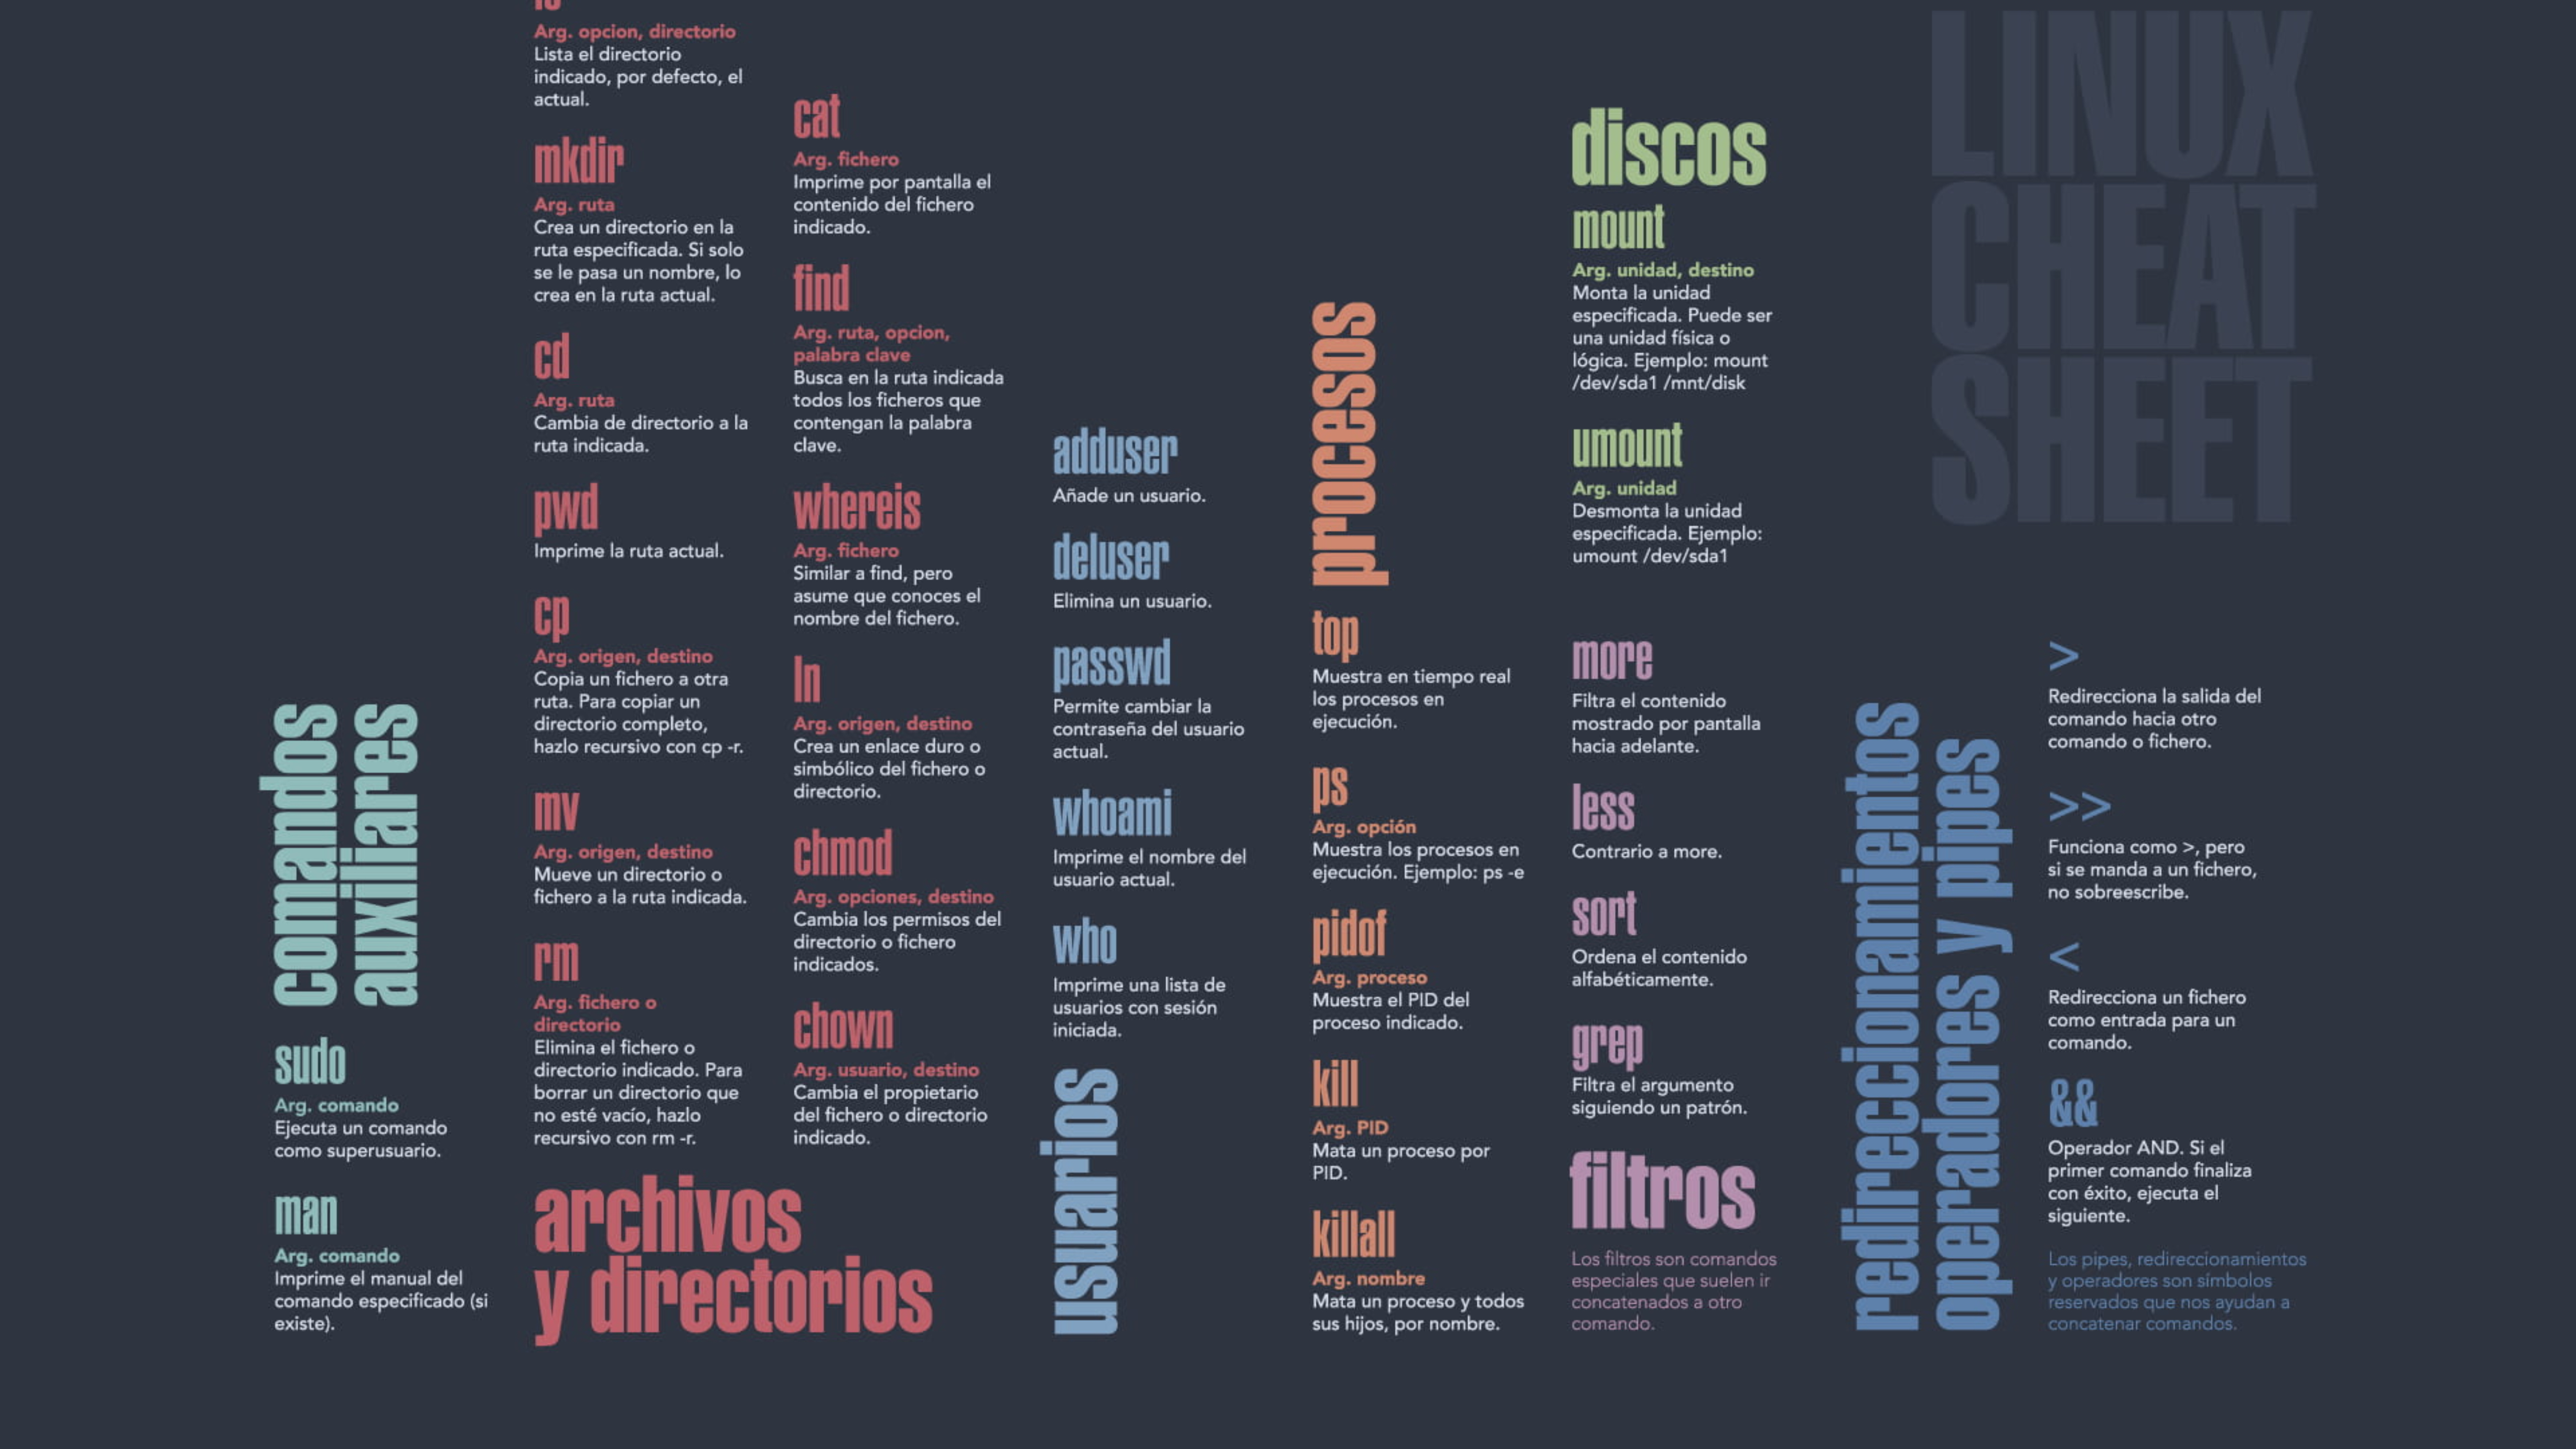 comandos
auxiliares
sudo
Arg. comando
Ejecuta un comando
como superusuario.
man
Arg. comando
Imprime el manual del
comando especificado (si
existe).
Arg. opcion, directorio
Lista el directorio
indicado, por defecto, el
actual.
mkdir
Arg. ruta
Crea un directorio en la
ruta especificada. Si solo
se le pasa un nombre, lo
crea en la ruta actual.
cd
Arg. ruta
Cambia de directorio a la
ruta indicada.
pwd
Imprime la ruta actual.
cp
Arg. origen, destino
Copia un fichero a otra
ruta. Para copiar un
directorio completo,
hazlo recursivo con cp -r.
mv
Arg. origen, destino
Mueve un directorio o
fichero a la ruta indicada.
rm
Arg. fichero o
directorio
Elimina el fichero o
directorio indicado. Para
borrar un directorio que
no esté vacío, hazlo
recursivo con rm -r.
cat
Arg. fichero
Imprime por pantalla el
contenido del fichero
indicado.
find
Arg. ruta, opcion,
palabra clave
Busca en la ruta indicada
todos los ficheros que
contengan la palabra
clave.
whereis
Arg. fichero
Similar a find, pero
asume que conoces el
nombre del fichero.
ln
Arg. origen, destino
Crea un enlace duro o
simbólico del fichero o
directorio.
chmod
Arg. opciones, destino
Cambia los permisos del
directorio o fichero
indicados.
chown
Arg. usuario, destino
Cambia el propietario
del fichero o directorio
indicado.
archivos
y directorios
adduser
Añade un usuario.
deluser
Elimina un usuario.
passwd
Permite cambiar la
contraseña del usuario
actual.
whoami
Imprime el nombre del
usuario actual.
who
Imprime una lista de
usuarios con sesión
iniciada.
usuarios
procesos
top
Muestra en tiempo real
los procesos en
ejecución.
ps
Arg. opción
Muestra los procesos en
ejecución. Ejemplo: ps -e
pidof
Arg. proceso
Muestra el PID del
proceso indicado.
kill
Arg. PID
Mata un proceso por
PID.
killall
Arg. nombre
Mata un proceso y todos
sus hijos, por nombre.
discos
mount
Arg. unidad, destino
Monta la unidad
especificada. Puede ser
una unidad física o
lógica. Ejemplo: mount
/dev/sda1 /mnt/disk
umount
Arg. unidad
Desmonta la unidad
especificada. Ejemplo:
umount /dev/sda1
more
Filtra el contenido
mostrado por pantalla
hacia adelante.
less
Contrario a more.
sort
Ordena el contenido
alfabéticamente.
grep
Filtra el argumento
siguiendo un patrón.
filtros
Los filtros son comandos
especiales que suelen ir
concatenados a otro
comando.
LINUX
CHEAT
SHEET
redireccionamientos
operadores y pipes
>
Redirecciona la salida del
comando hacia otro
comando o fichero.
>>
Funciona como >, pero
si se manda a un fichero,
no sobreescribe.
<
Redirecciona un fichero
como entrada para un
comando.
&&
Operador AND. Si el
primer comando finaliza
con éxito, ejecuta el
siguiente.
Los pipes, redireccionamientos
y operadores son símbolos
reservados que nos ayudan a
concatenar comandos.